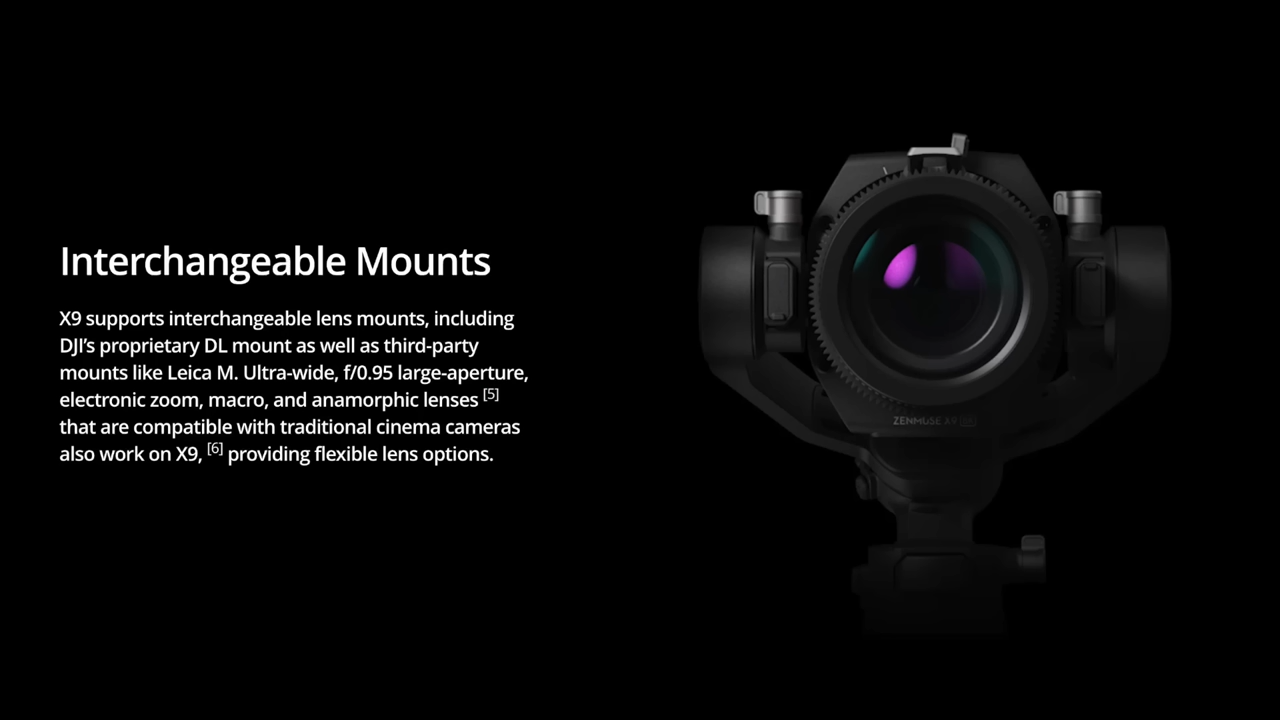 Interchangeable Mounts
X9 supports interchangeable lens mounts, including
DJI's proprietary DL mount as well as third-party
mounts like Leica M. Ultra-wide, f/0.95 large-aperture,
electronic zoom, macro, and anamorphic lenses [5]
that are compatible with traditional cinema cameras
also work on X9, [6] providing flexible lens options.
ZENMUSE X9